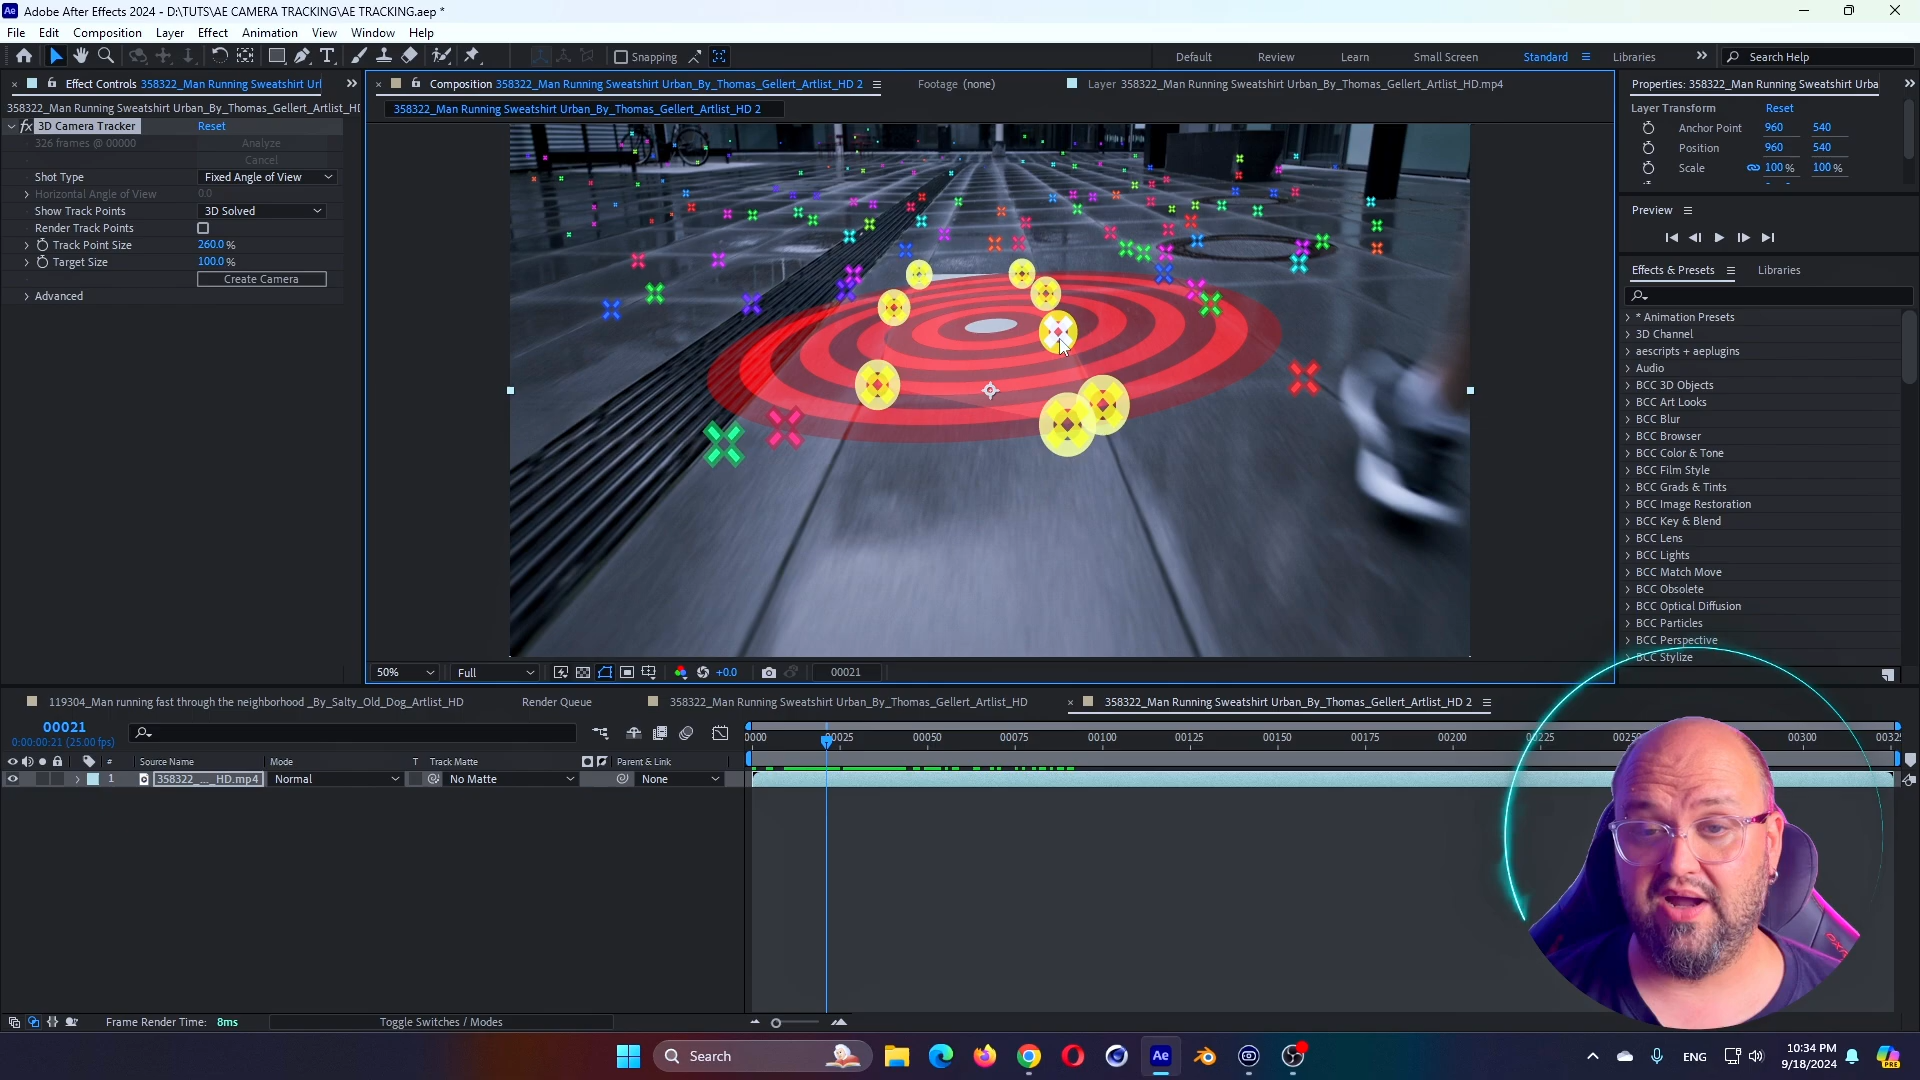 Adobe After Effects 2024 - D:\TUTS\AE CAMERA TRACKING\AE TRACKING.aep *
File Edit Composition Layer Effect Animation View Window Help
Snapping
Default Review Learn Small Screen Standard Libraries Search Help
Effect Controls 358322_Man Running Sweatshirt Url
358322_Man Running Sweatshirt Urban_By_Thomas_Gellert_Artlist_HD
fx 3D Camera Tracker Reset
326 frames @ 00000 Analyze
Cancel
Shot Type Fixed Angle of View
Horizontal Angle of View 0.0
Show Track Points 3D Solved
Render Track Points
Track Point Size 260.0 %
Target Size 100.0 %
Create Camera
Advanced
Composition 358322_Man Running Sweatshirt Urban_By_Thomas_Gellert_Artlist_HD 2
Footage (none)
Layer 358322_Man Running Sweatshirt Urban_By_Thomas_Gellert_Artlist_HD.mp4
358322_Man Running Sweatshirt Urban_By_Thomas_Gellert_Artlist_HD 2
50% Full +0.0 00021
Properties: 358322_Man Running Sweatshirt Urba
Layer Transform Reset
Anchor Point 960 540
Position 960 540
Scale 100 % 100 %
Preview
Effects & Presets Libraries
* Animation Presets
3D Channel
aescripts + aeplugins
Audio
BCC 3D Objects
BCC Art Looks
BCC Blur
BCC Browser
BCC Color & Tone
BCC Film Style
BCC Grads & Tints
BCC Image Restoration
BCC Key & Blend
BCC Lens
BCC Lights
BCC Match Move
BCC Obsolete
BCC Optical Diffusion
BCC Particles
BCC Perspective
BCC Stylize
119304_Man running fast through the neighborhood _By_Salty_Old_Dog_Artlist_HD
Render Queue
358322_Man Running Sweatshirt Urban_By_Thomas_Gellert_Artlist_HD
358322_Man Running Sweatshirt Urban_By_Thomas_Gellert_Artlist_HD 2
00021
0:00:00:21 (25.00 fps)
0000 00025 00050 00075 00100 00125 00150 00175 00200 00225 00300
# Source Name Mode T Track Matte Parent & Link
1 358322_..._HD.mp4 Normal No Matte None
Frame Render Time: 8ms
Toggle Switches / Modes
Search
Ae
ENG
10:34 PM
9/18/2024
PRE